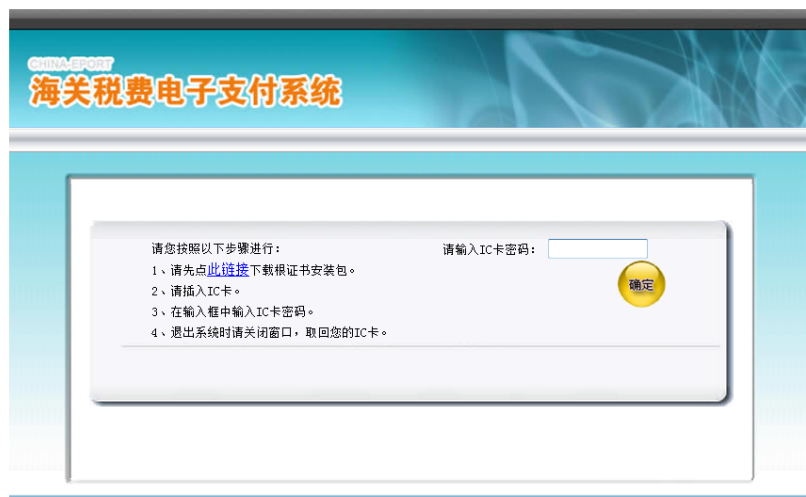 CHINA-EPORT
海关税费电子支付系统
请您按照以下步骤进行：
请输入IC卡密码：
1、请先点此链接下载根证书安装包。
2、请插入IC卡。
确定
3、在输入框中输入IC卡密码。
4、退出系统时请关闭窗口，取回您的IC卡。